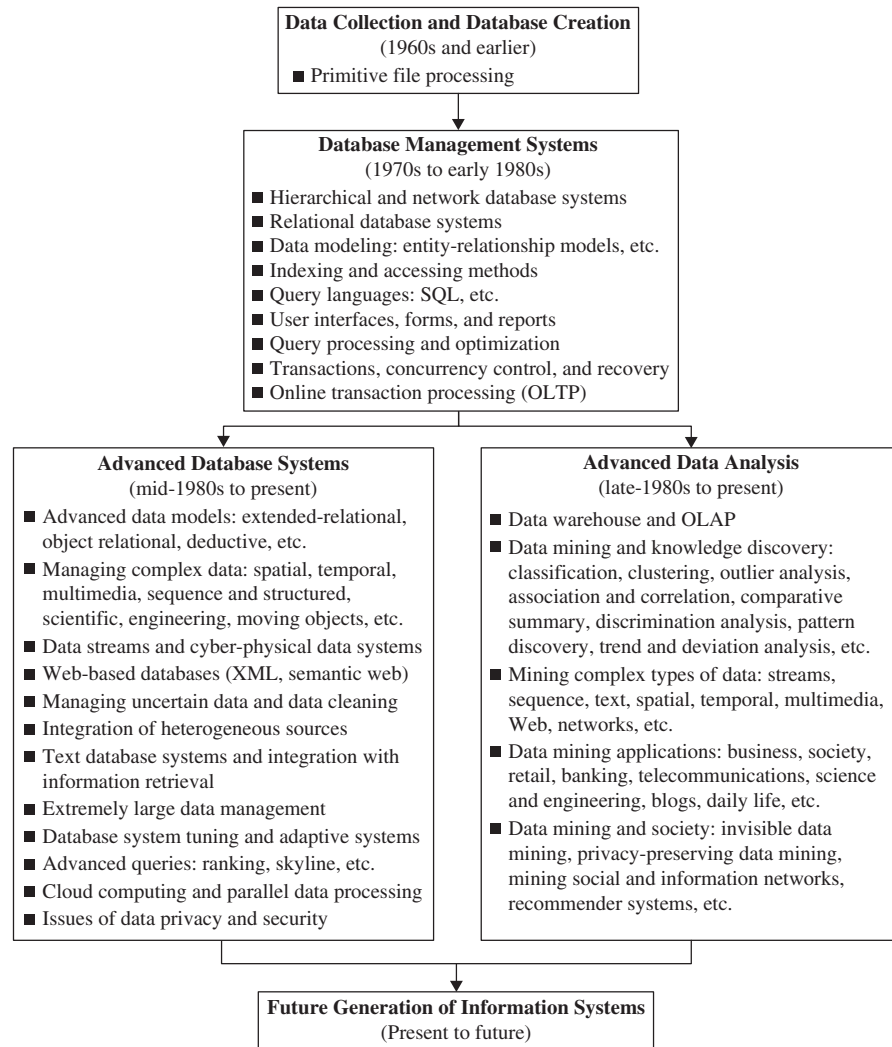 Data Collection and Database Creation
(1960s and earlier)
■ Primitive file processing
Database Management Systems
(1970s to early 1980s)
■ Hierarchical and network database systems
■ Relational database systems
■ Data modeling: entity-relationship models, etc.
■ Indexing and accessing methods
■ Query languages: SQL, etc.
■ User interfaces, forms, and reports
■ Query processing and optimization
■ Transactions, concurrency control, and recovery
■ Online transaction processing (OLTP)
Advanced Database Systems
(mid-1980s to present)
■ Advanced data models: extended-relational,
object relational, deductive, etc.
■ Managing complex data: spatial, temporal,
multimedia, sequence and structured,
scientific, engineering, moving objects, etc.
■ Data streams and cyber-physical data systems
■ Web-based databases (XML, semantic web)
■ Managing uncertain data and data cleaning
■ Integration of heterogeneous sources
■ Text database systems and integration with
information retrieval
■ Extremely large data management
■ Database system tuning and adaptive systems
■ Advanced queries: ranking, skyline, etc.
■ Cloud computing and parallel data processing
■ Issues of data privacy and security
Advanced Data Analysis
(late-1980s to present)
■ Data warehouse and OLAP
■ Data mining and knowledge discovery:
classification, clustering, outlier analysis,
association and correlation, comparative
summary, discrimination analysis, pattern
discovery, trend and deviation analysis, etc.
■ Mining complex types of data: streams,
sequence, text, spatial, temporal, multimedia,
Web, networks, etc.
■ Data mining applications: business, society,
retail, banking, telecommunications, science
and engineering, blogs, daily life, etc.
■ Data mining and society: invisible data
mining, privacy-preserving data mining,
mining social and information networks,
recommender systems, etc.
Future Generation of Information Systems
(Present to future)